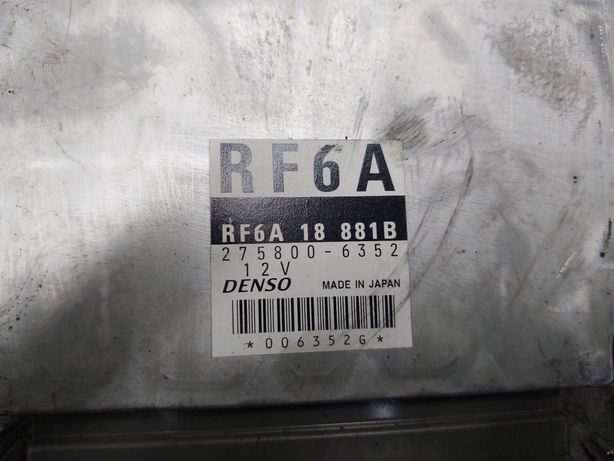 RF6A
RF6A 18 881B
275800-6352
12V
DENSO MADE IN JAPAN
*006352G*